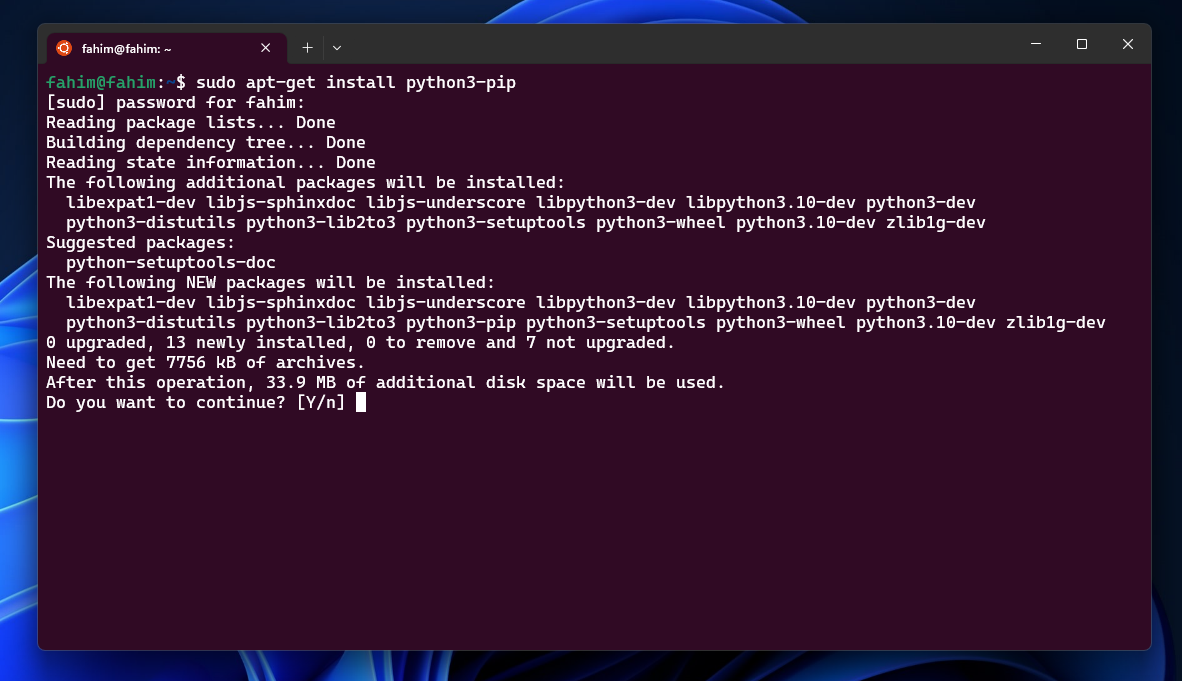 fahim@fahim: ~
fahim@fahim:~$ sudo apt-get install python3-pip
[sudo] password for fahim:
Reading package lists... Done
Building dependency tree... Done
Reading state information... Done
The following additional packages will be installed:
  libexpat1-dev libjs-sphinxdoc libjs-underscore libpython3-dev libpython3.10-dev python3-dev
  python3-distutils python3-lib2to3 python3-setuptools python3-wheel python3.10-dev zlib1g-dev
Suggested packages:
  python-setuptools-doc
The following NEW packages will be installed:
  libexpat1-dev libjs-sphinxdoc libjs-underscore libpython3-dev libpython3.10-dev python3-dev
  python3-distutils python3-lib2to3 python3-pip python3-setuptools python3-wheel python3.10-dev zlib1g-dev
0 upgraded, 13 newly installed, 0 to remove and 7 not upgraded.
Need to get 7756 kB of archives.
After this operation, 33.9 MB of additional disk space will be used.
Do you want to continue? [Y/n]